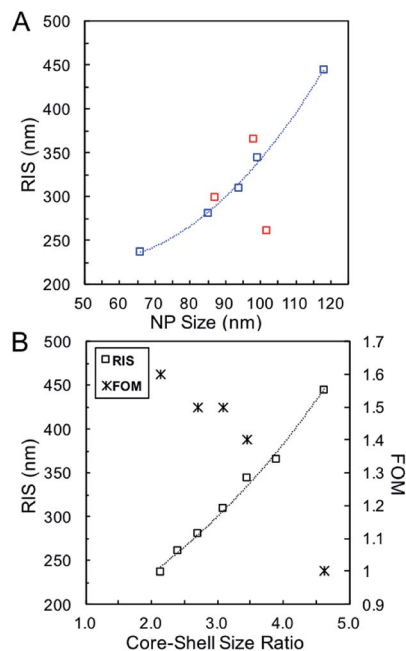 A
500
450
400
350
300
250
200
RIS (nm)
50 60 70 80 90 100 110 120
NP Size (nm)
B
500
450
400
350
300
250
200
RIS (nm)
RIS
FOM
1.7
1.6
1.5
1.4
1.3
1.2
1.1
1
0.9
FOM
1.0 2.0 3.0 4.0 5.0
Core-Shell Size Ratio